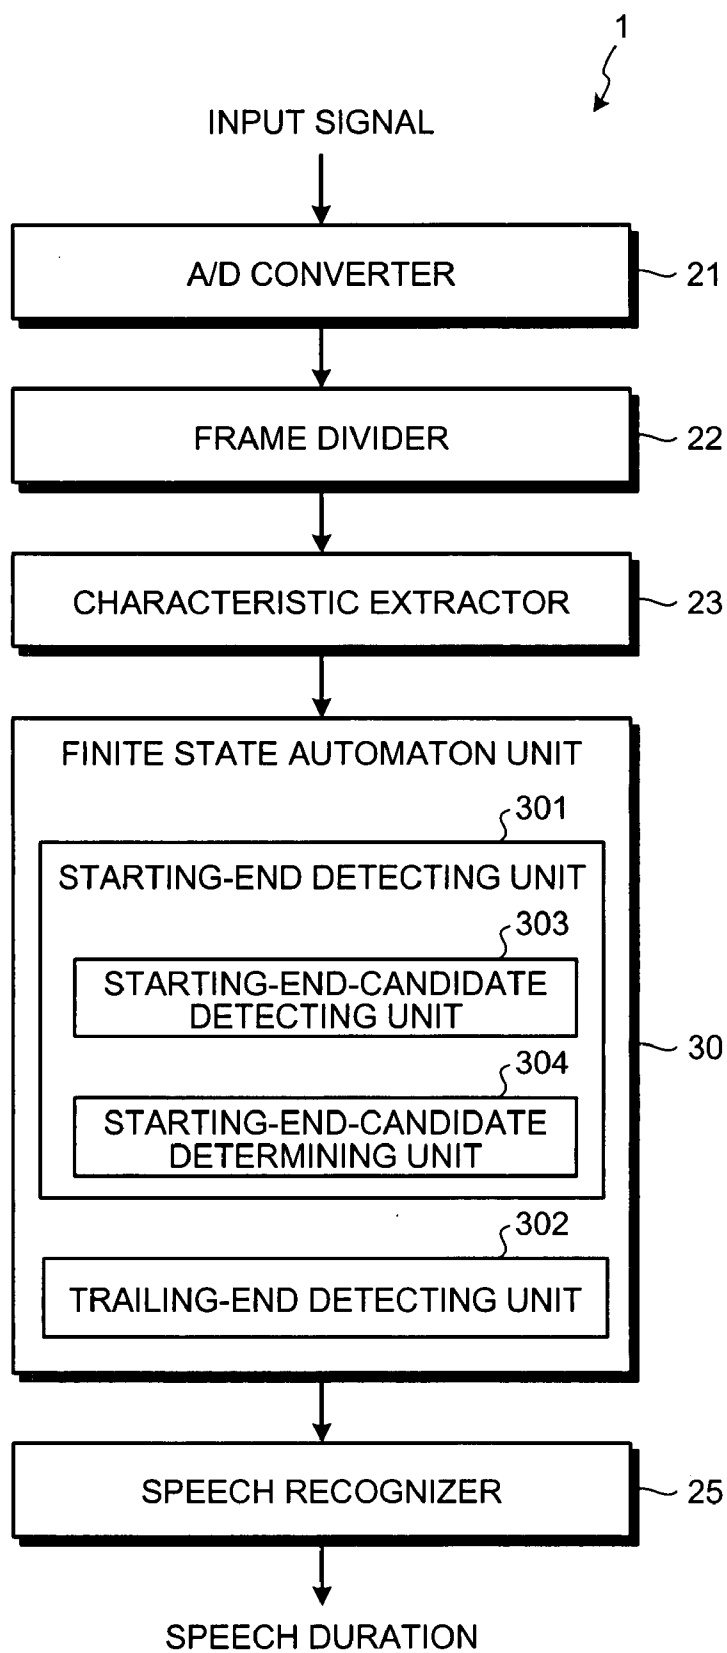 1
INPUT SIGNAL
A/D CONVERTER
21
FRAME DIVIDER
22
CHARACTERISTIC EXTRACTOR
23
FINITE STATE AUTOMATON UNIT
301
STARTING-END DETECTING UNIT
303
STARTING-END-CANDIDATE
DETECTING UNIT
30
304
STARTING-END-CANDIDATE
DETERMINING UNIT
302
TRAILING-END DETECTING UNIT
SPEECH RECOGNIZER
25
SPEECH DURATION